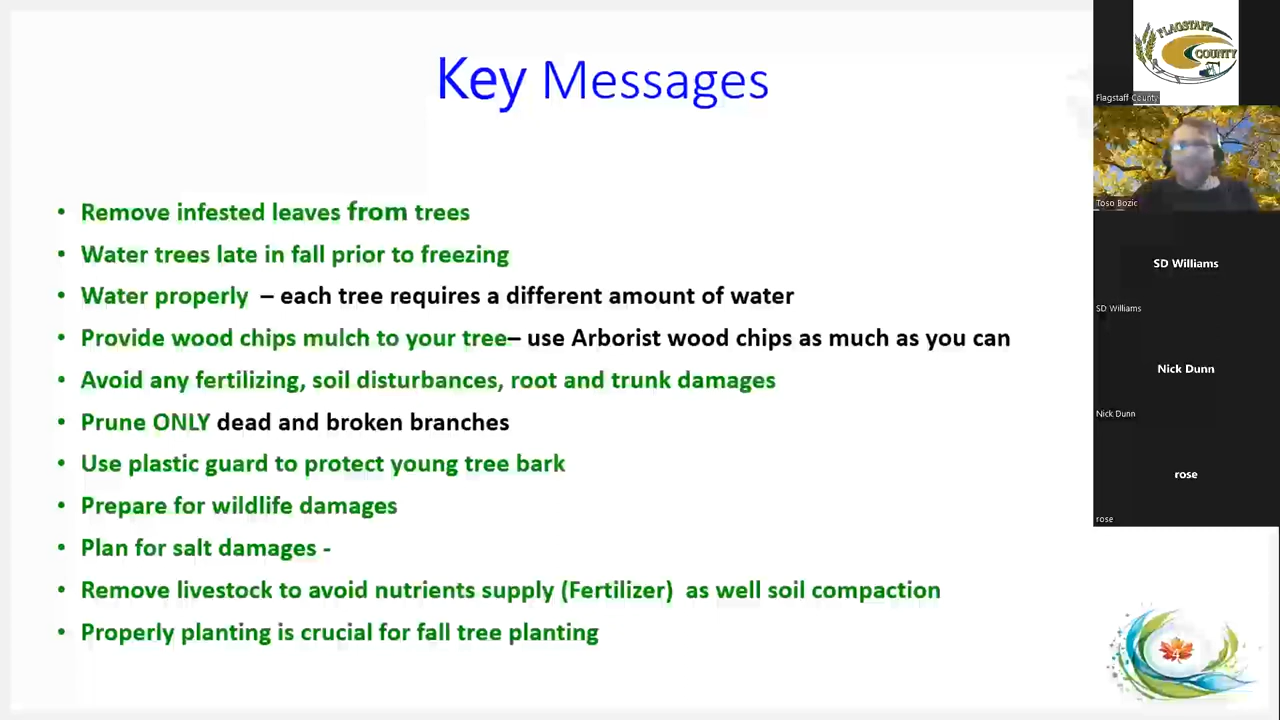 Key Messages
• Remove infested leaves from trees
• Water trees late in fall prior to freezing
• Water properly – each tree requires a different amount of water
• Provide wood chips mulch to your tree– use Arborist wood chips as much as you can
• Avoid any fertilizing, soil disturbances, root and trunk damages
• Prune ONLY dead and broken branches
• Use plastic guard to protect young tree bark
• Prepare for wildlife damages
• Plan for salt damages -
• Remove livestock to avoid nutrients supply (Fertilizer) as well soil compaction
• Properly planting is crucial for fall tree planting
FLAGSTAFF
COUNTY
Flagstaff County
Toso Bozic
SD Williams
SD Williams
Nick Dunn
Nick Dunn
rose
rose